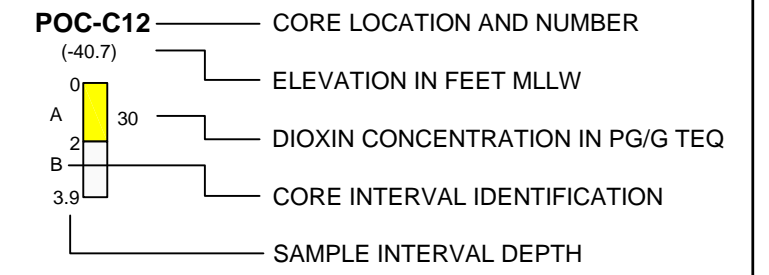 POC-C12 CORE LOCATION AND NUMBER
(-40.7)
ELEVATION IN FEET MLLW
0
A 30
DIOXIN CONCENTRATION IN PG/G TEQ
2
B
CORE INTERVAL IDENTIFICATION
3.9
SAMPLE INTERVAL DEPTH